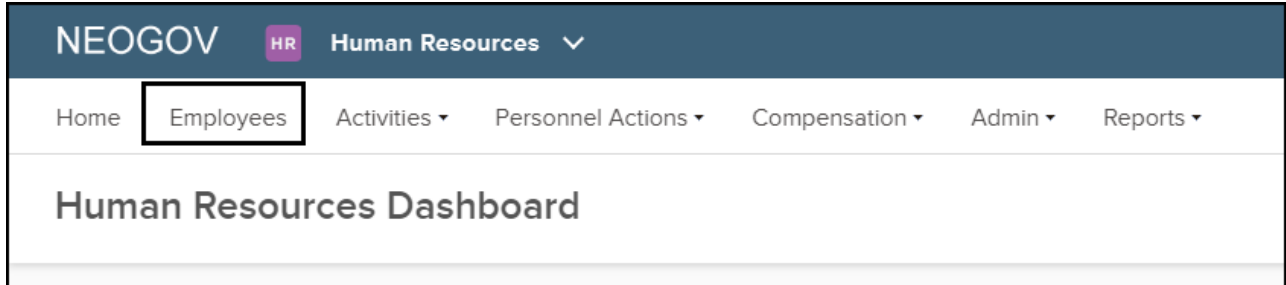 NEOGOV HR Human Resources
Home Employees Activities Personnel Actions Compensation Admin Reports
Human Resources Dashboard